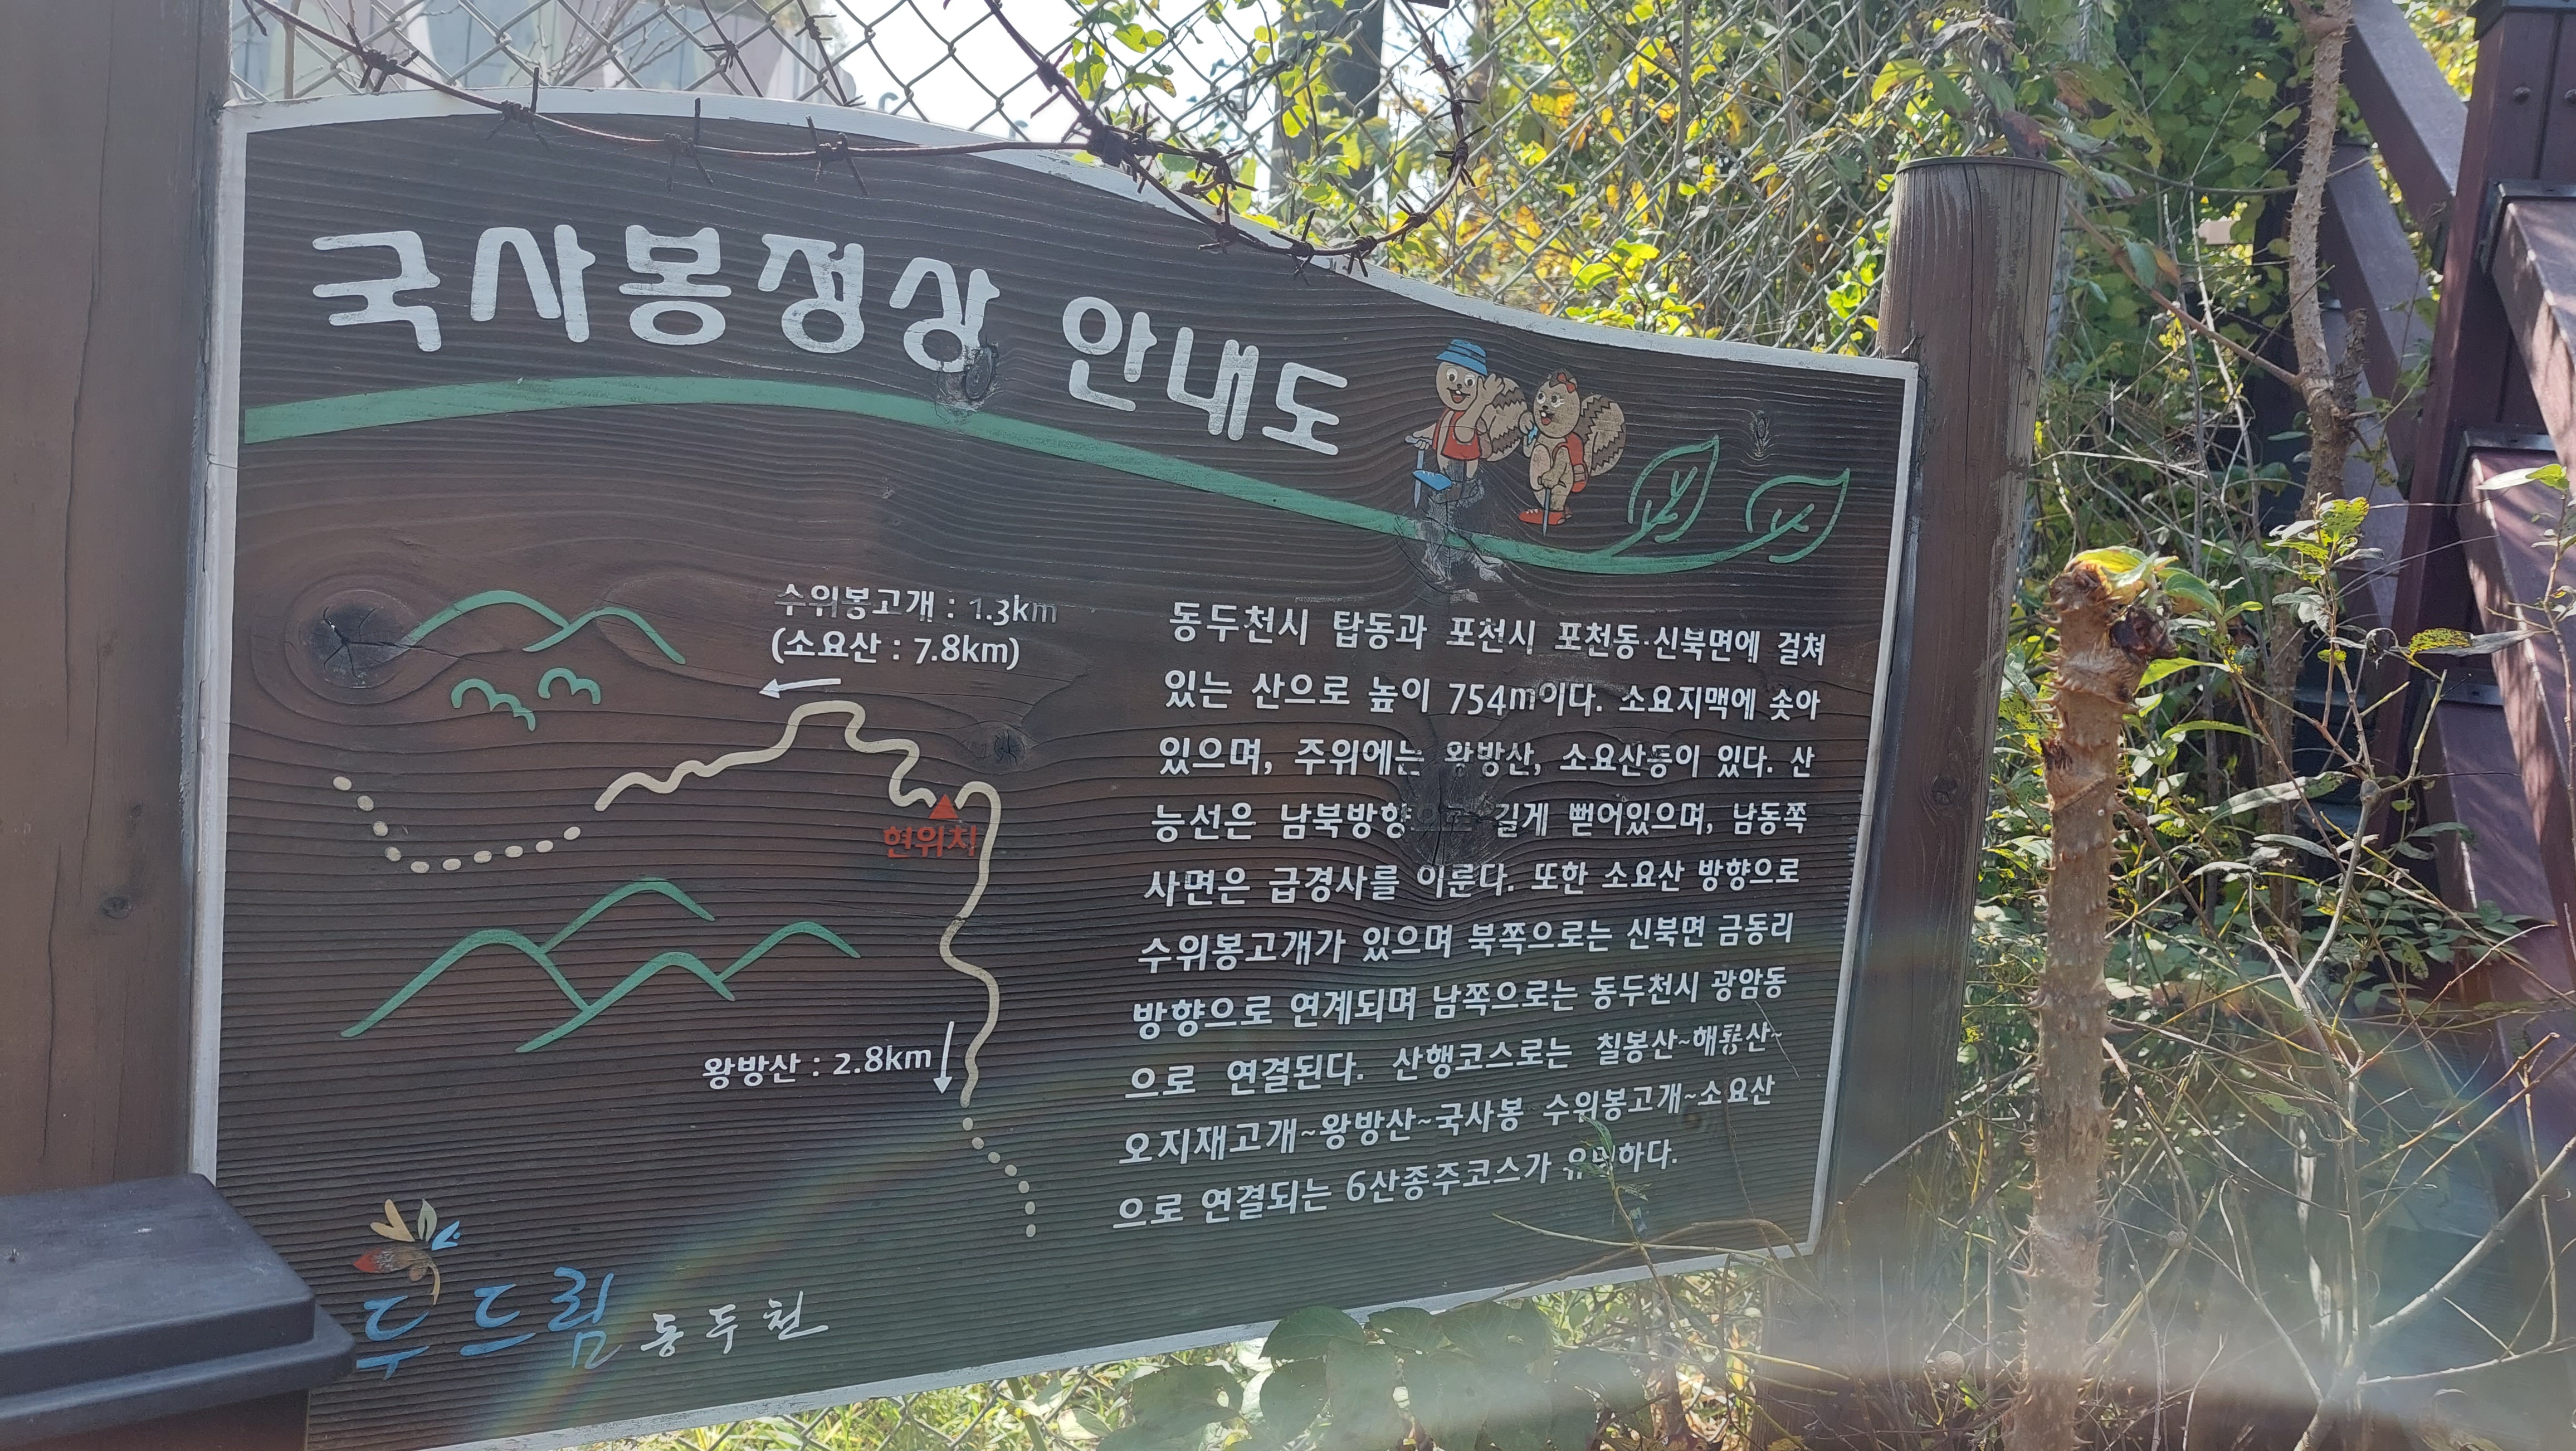 국사봉정상 안내도
수위봉고개 : 1.3km
(소요산 : 7.8km)
현위치
왕방산 : 2.8km
동두천시 탑동과 포천시 포천동·신북면에 걸쳐
있는 산으로 높이 754m이다. 소요지맥에 솟아
있으며, 주위에는 왕방산, 소요산등이 있다. 산
능선은 남북방향으로 길게 뻗어있으며, 남동쪽
사면은 급경사를 이룬다. 또한 소요산 방향으로
수위봉고개가 있으며 북쪽으로는 신북면 금동리
방향으로 연계되며 남쪽으로는 동두천시 광암동
으로 연결된다. 산행코스로는 칠봉산~해룡산~
오지재고개~왕방산~국사봉 수위봉고개~소요산
으로 연결되는 6산종주코스가 유명하다.
두드림 동두천